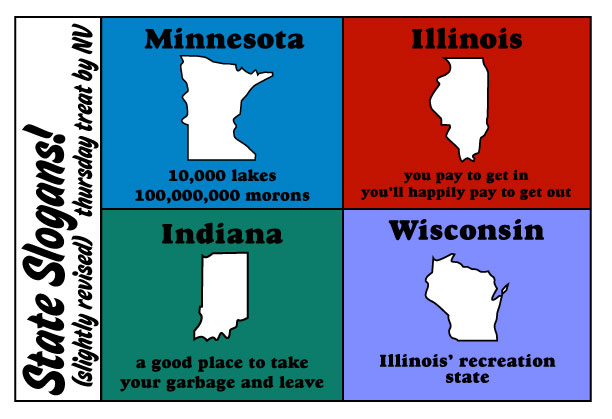 State Slogans!
(slightly revised) thursday treat by NV
Minnesota
10,000 lakes
100,000,000 morons
Illinois
you pay to get in
you'll happily pay to get out
Indiana
a good place to take
your garbage and leave
Wisconsin
Illinois' recreation
state